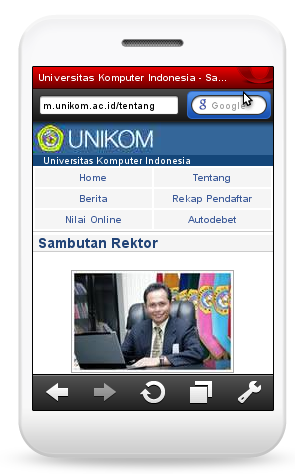 Universitas Komputer Indonesia - Sa...
m.unikom.ac.id/tentang
g Google
UNIKOM
Universitas Komputer Indonesia
Home Tentang
Berita Rekap Pendaftar
Nilai Online Autodebet
Sambutan Rektor